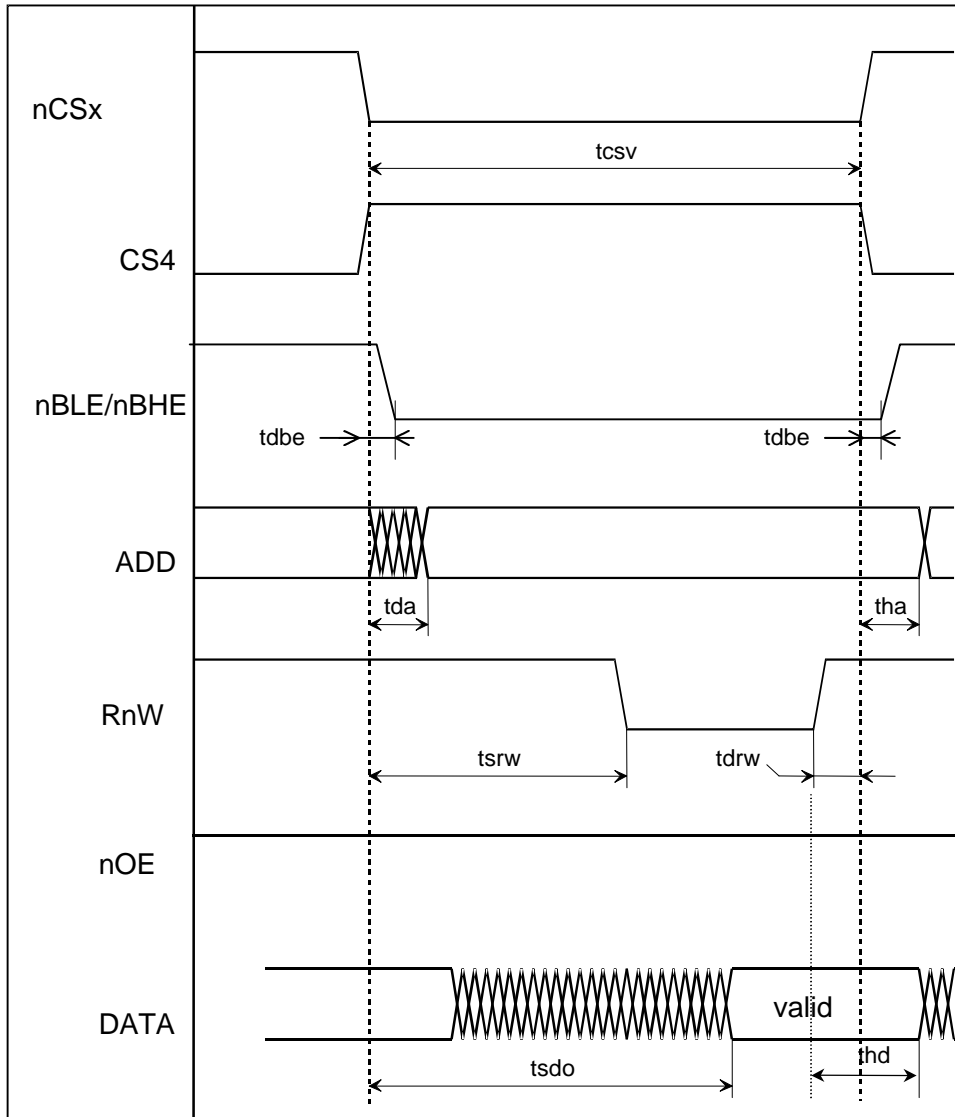 nCSx
tcsv
CS4
nBLE/nBHE
tdbe
tdbe
ADD
tda
tha
RnW
tsrw
tdrw
nOE
DATA
valid
tsdo
thd